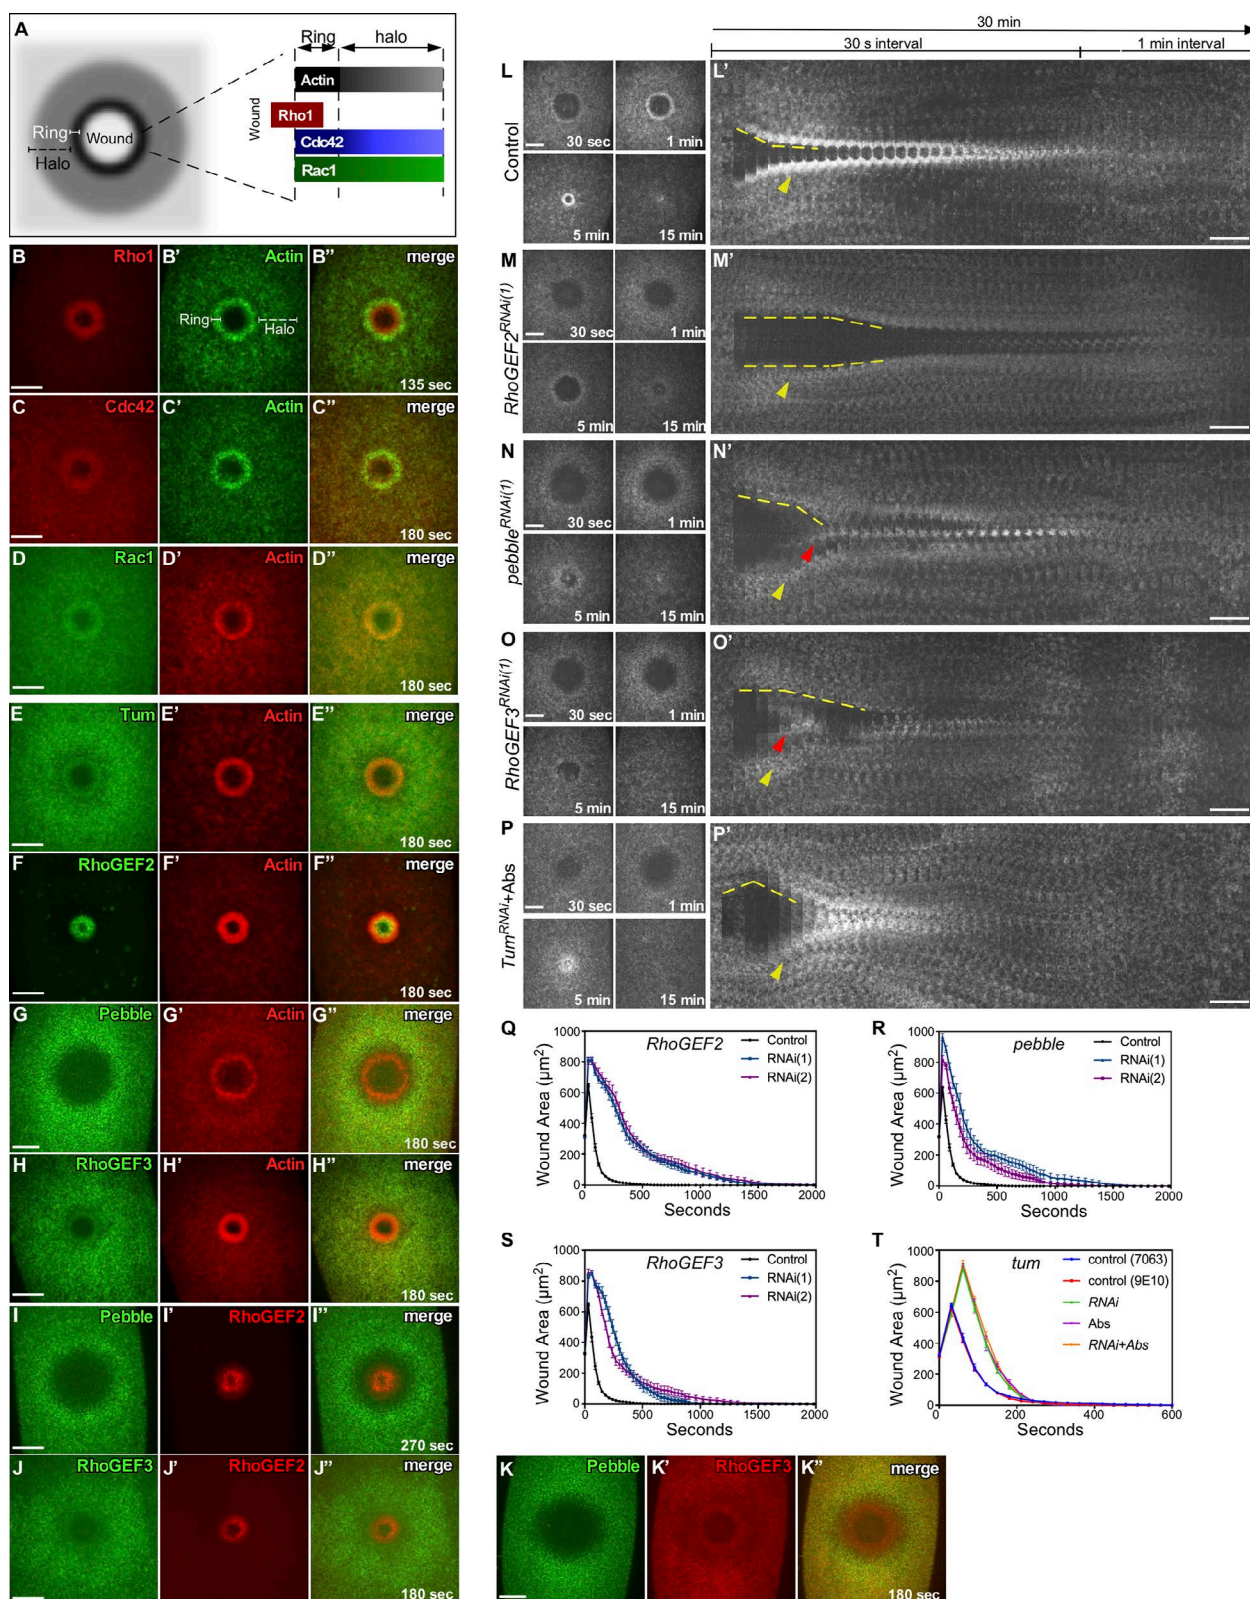 A
Ring
halo
Actin
Rho1
Cdc42
Rac1
Wound
Ring
Wound
Halo
B
Rho1
B'
Actin
Ring
Halo
B"
merge
135 sec
C
Cdc42
C'
Actin
C"
merge
180 sec
D
Rac1
D'
Actin
D"
merge
180 sec
E
Tum
E'
Actin
E"
merge
180 sec
F
RhoGEF2
F'
Actin
F"
merge
180 sec
G
Pebble
G'
Actin
G"
merge
180 sec
H
RhoGEF3
H'
Actin
H"
merge
180 sec
I
Pebble
I'
RhoGEF2
I"
merge
270 sec
J
RhoGEF3
J'
RhoGEF2
J"
merge
180 sec
30 min
30 s interval
1 min interval
L
Control
30 sec
1 min
5 min
15 min
L'
M
RhoGEF2RNAi(1)
30 sec
1 min
5 min
15 min
M'
N
pebbleRNAi(1)
30 sec
1 min
5 min
15 min
N'
O
RhoGEF3RNAi(1)
30 sec
1 min
5 min
15 min
O'
P
TumRNAi+Abs
30 sec
1 min
5 min
15 min
P'
Q
RhoGEF2
Control
RNAi(1)
RNAi(2)
Wound Area (µm2)
1000
800
600
400
200
0
0 500 1000 1500 2000
Seconds
R
pebble
Control
RNAi(1)
RNAi(2)
Wound Area (µm2)
1000
800
600
400
200
0
0 500 1000 1500 2000
Seconds
S
RhoGEF3
Control
RNAi(1)
RNAi(2)
Wound Area (µm2)
1000
800
600
400
200
0
0 500 1000 1500 2000
Seconds
T
tum
control (7063)
control (9E10)
RNAi
Abs
RNAi+Abs
Wound Area (µm2)
1000
800
600
400
200
0
0 200 400 600
Seconds
K
Pebble
K'
RhoGEF3
K"
merge
180 sec